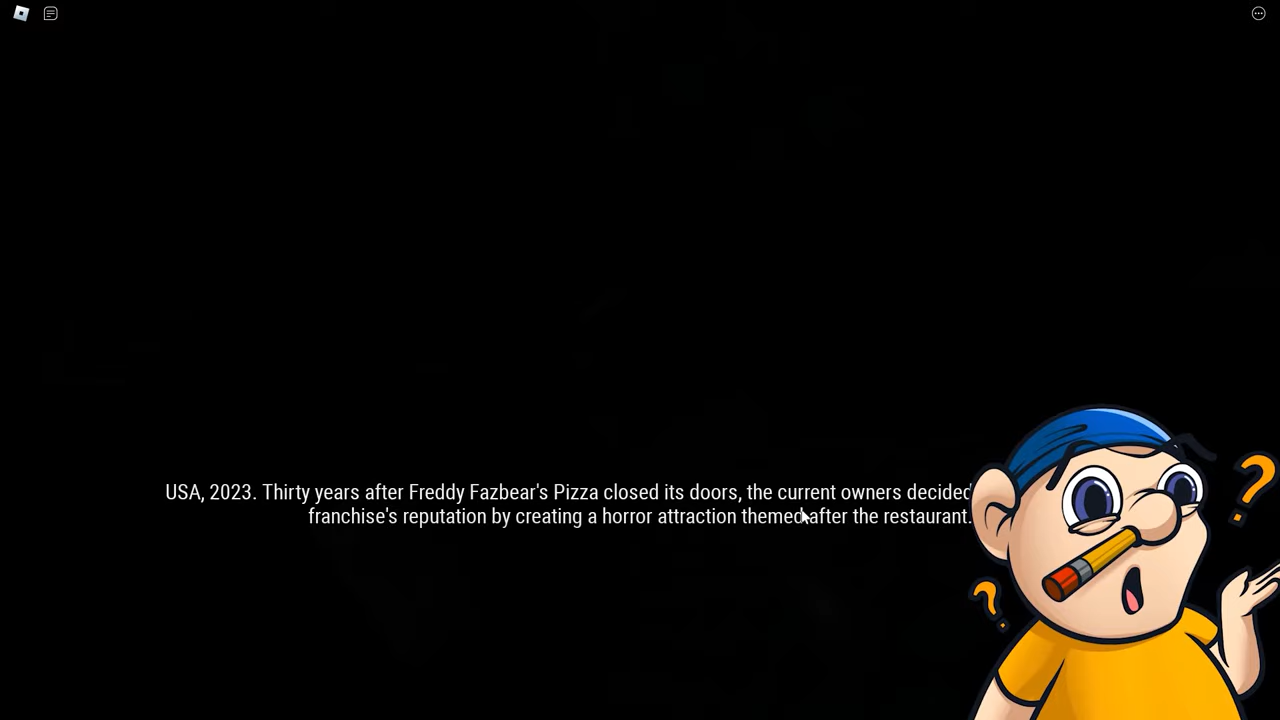 USA, 2023. Thirty years after Freddy Fazbear's Pizza closed its doors, the current owners decided
franchise's reputation by creating a horror attraction themed after the restaurant.
?
?